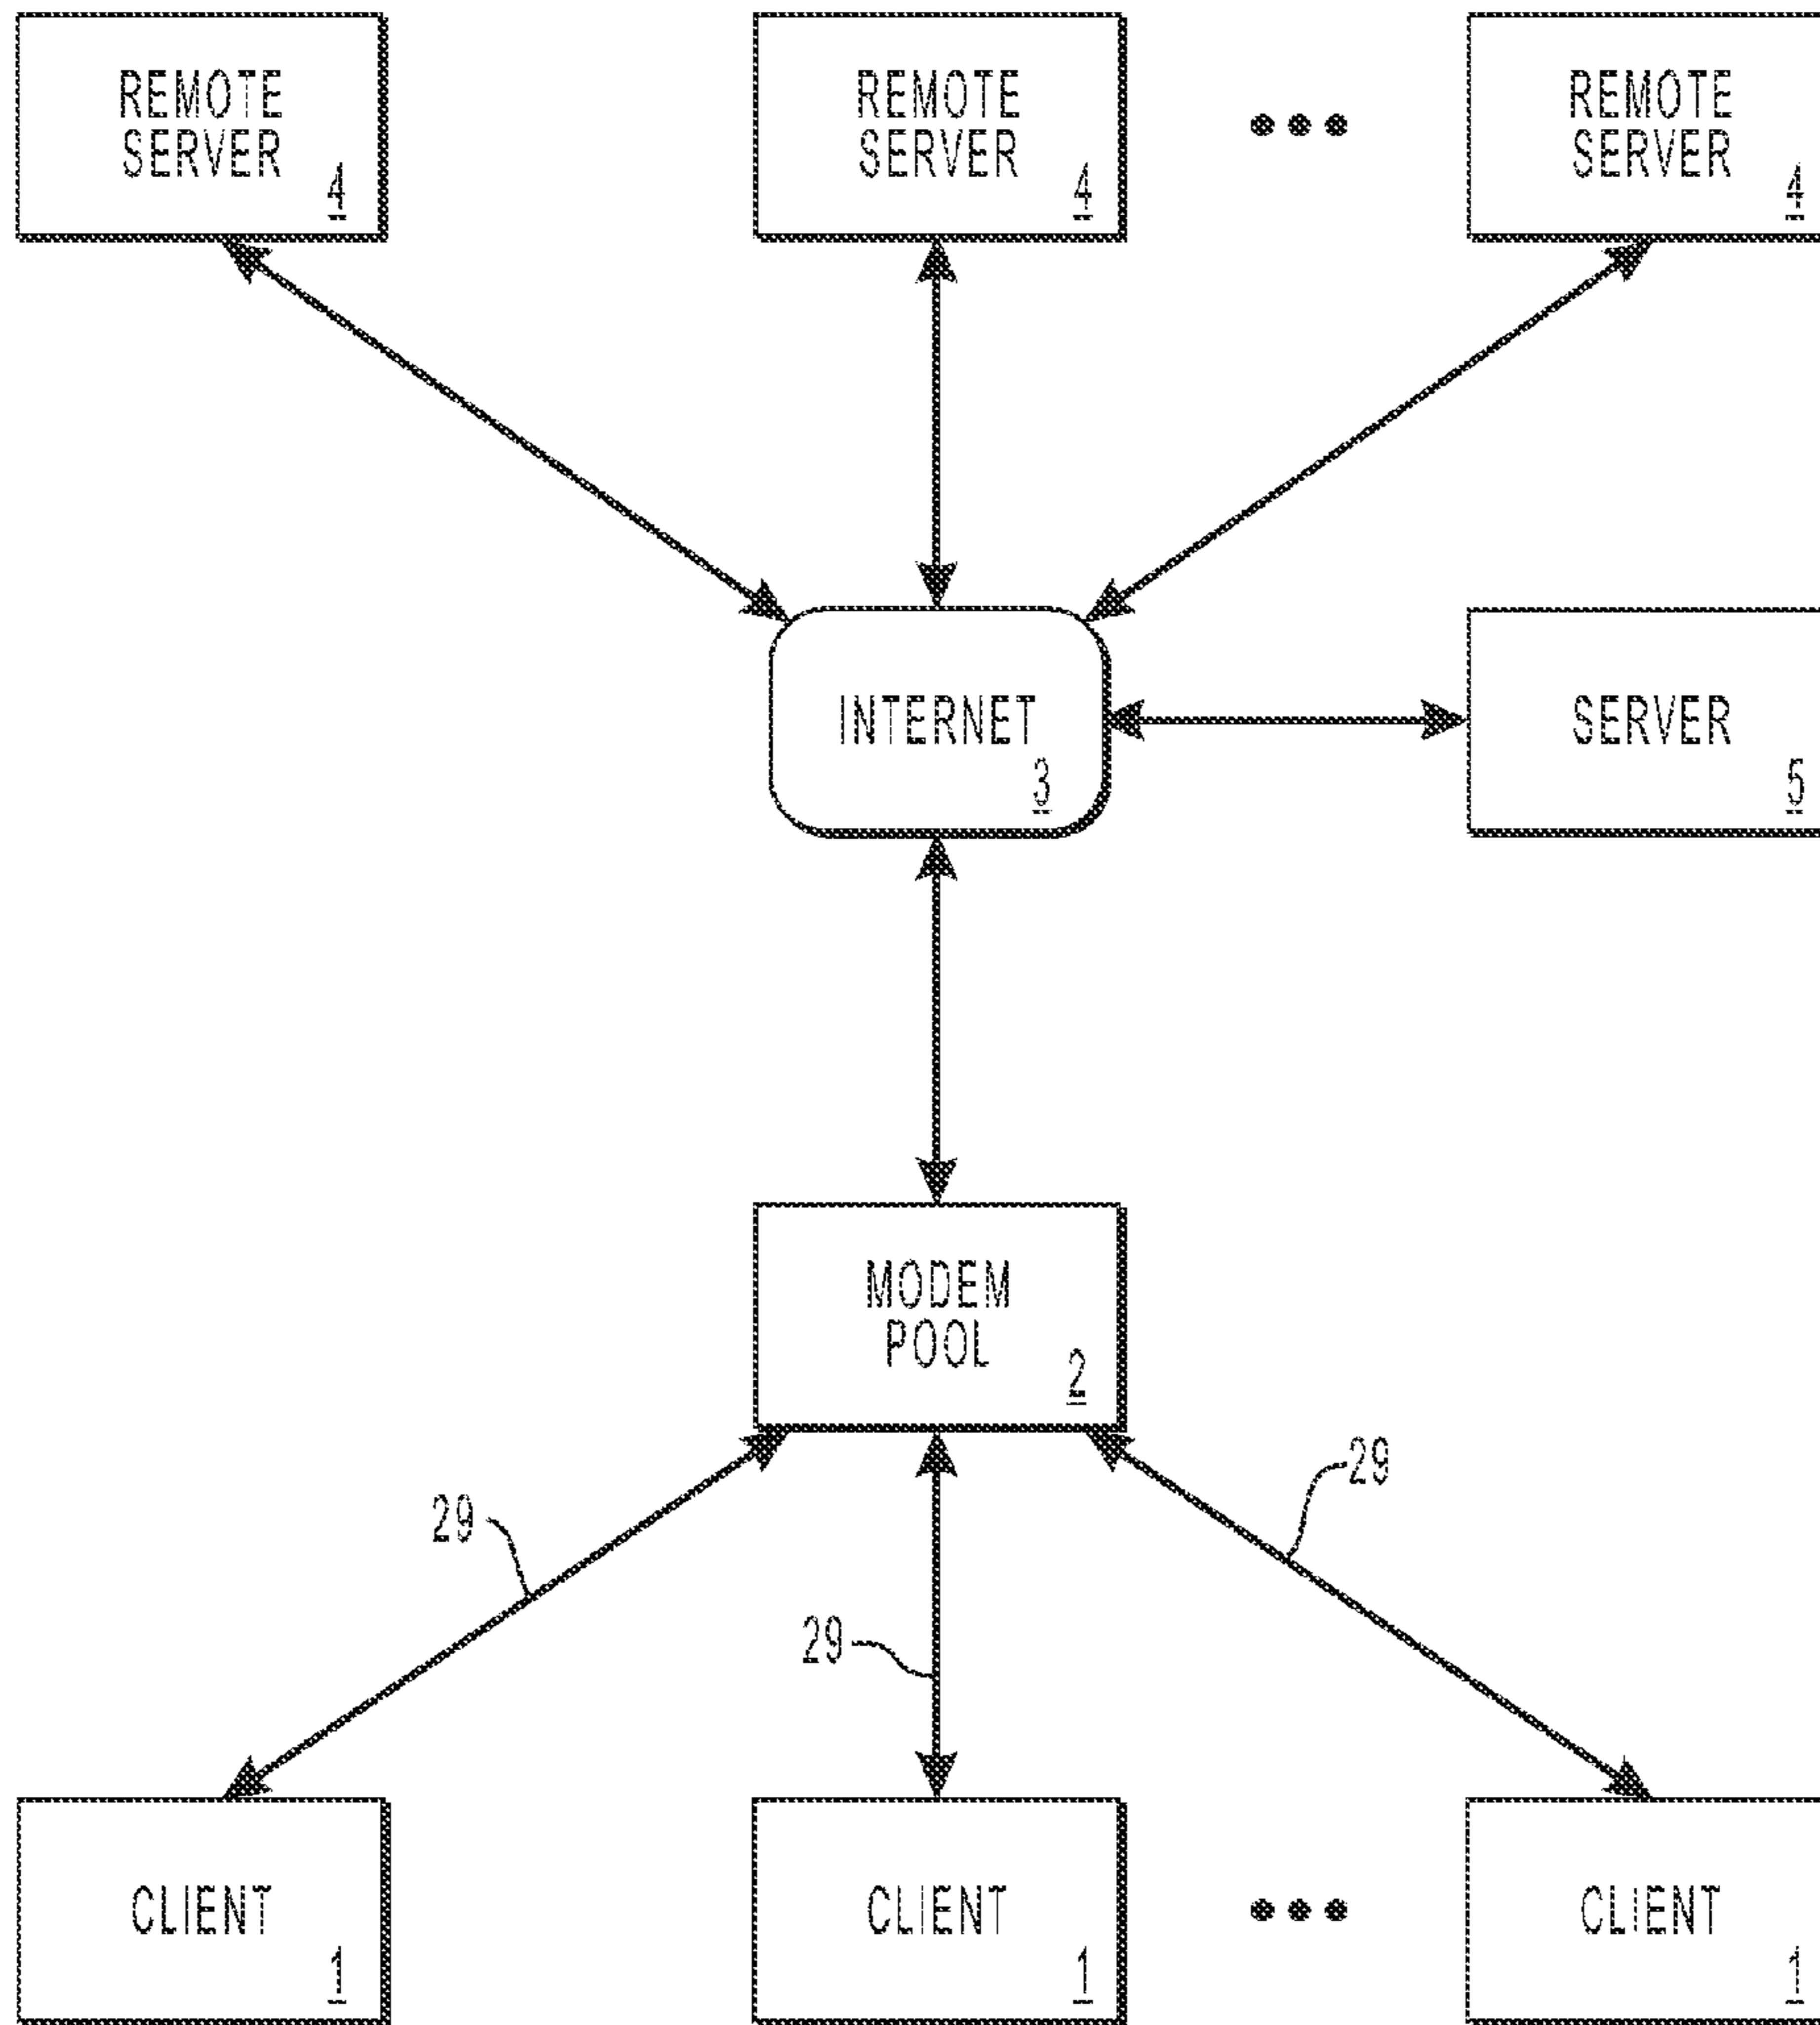 REMOTE
SERVER
4
REMOTE
SERVER
4
REMOTE
SERVER
4
INTERNET
3
SERVER
5
MODEM
POOL
2
29
29
29
CLIENT
1
CLIENT
1
CLIENT
1